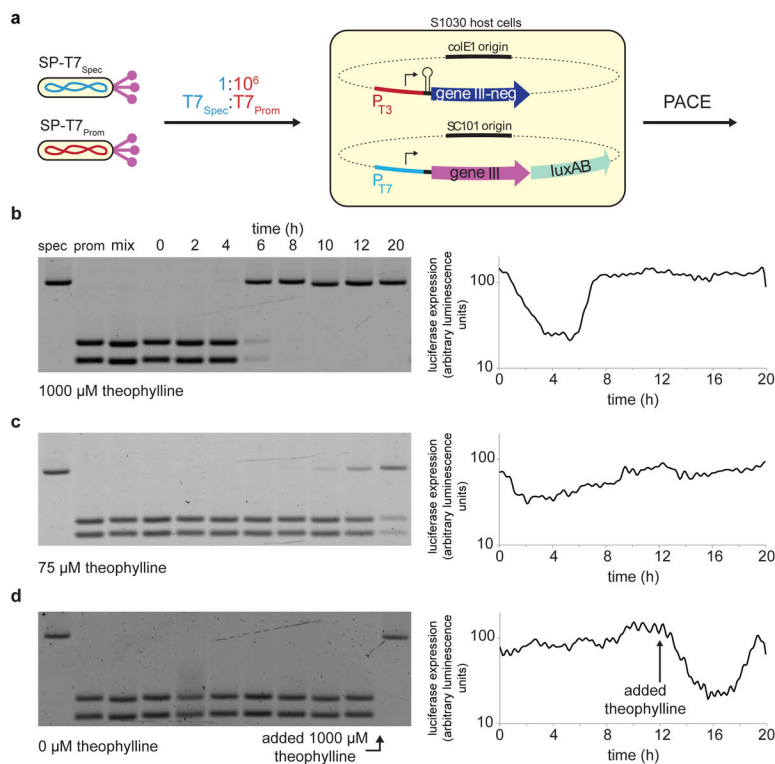 a
S1030 host cells
SP-T7Spec
SP-T7Prom
1:10⁶
T7Spec:T7Prom
colE1 origin
PT3
gene III-neg
SC101 origin
PT7
gene III
luxAB
PACE
b
time (h)
spec prom mix 0 2 4 6 8 10 12 20
1000 µM theophylline
luciferase expression
(arbitrary luminescence
units)
100
10
0 4 8 12 16 20
time (h)
c
75 µM theophylline
luciferase expression
(arbitrary luminescence
units)
100
10
0 4 8 12 16 20
time (h)
d
0 µM theophylline
added 1000 µM
theophylline
luciferase expression
(arbitrary luminescence
units)
100
10
added
theophylline
0 4 8 12 16 20
time (h)